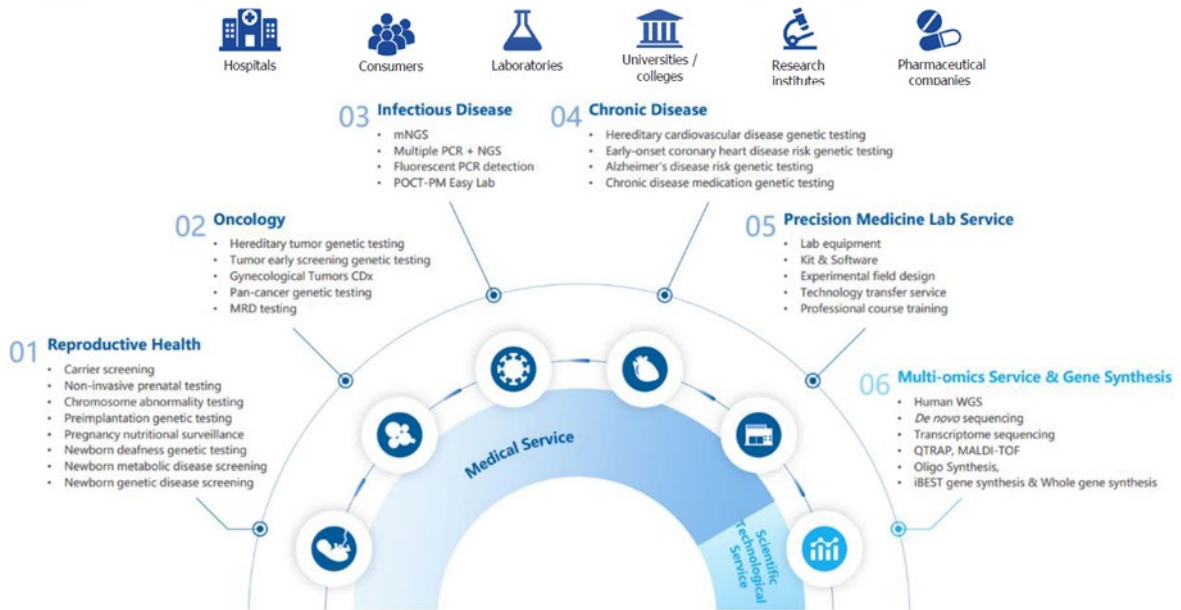 Hospitals
Consumers
Laboratories
Universities /
colleges
Research
institutes
Pharmaceutical
companies
03 Infectious Disease
• mNGS
• Multiple PCR + NGS
• Fluorescent PCR detection
• POCT-PM Easy Lab
04 Chronic Disease
• Hereditary cardiovascular disease genetic testing
• Early-onset coronary heart disease risk genetic testing
• Alzheimer's disease risk genetic testing
• Chronic disease medication genetic testing
02 Oncology
• Hereditary tumor genetic testing
• Tumor early screening genetic testing
• Gynecological Tumors CDx
• Pan-cancer genetic testing
• MRD testing
05 Precision Medicine Lab Service
• Lab equipment
• Kit & Software
• Experimental field design
• Technology transfer service
• Professional course training
01 Reproductive Health
• Carrier screening
• Non-invasive prenatal testing
• Chromosome abnormality testing
• Preimplantation genetic testing
• Pregnancy nutritional surveillance
• Newborn deafness genetic testing
• Newborn metabolic disease screening
• Newborn genetic disease screening
06 Multi-omics Service & Gene Synthesis
• Human WGS
• De novo sequencing
• Transcriptome sequencing
• QTRAP, MALDI-TOF
• Oligo Synthesis,
• iBEST gene synthesis & Whole gene synthesis
Medical Service
Scientific
Technological
Service